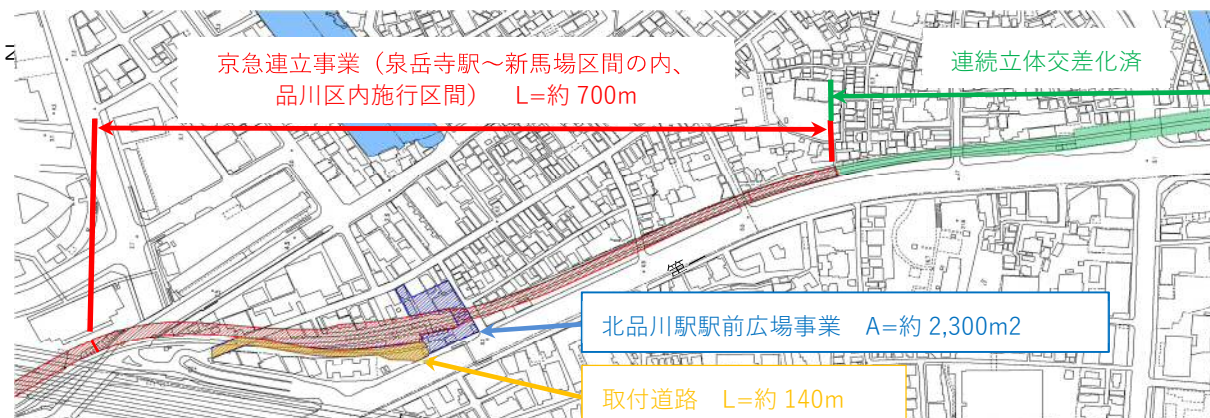 京急連立事業（泉岳寺駅～新馬場区間の内、
品川区内施行区間）　L=約 700m
連続立体交差化済
北品川駅駅前広場事業　A=約 2,300m2
取付道路　L=約 140m